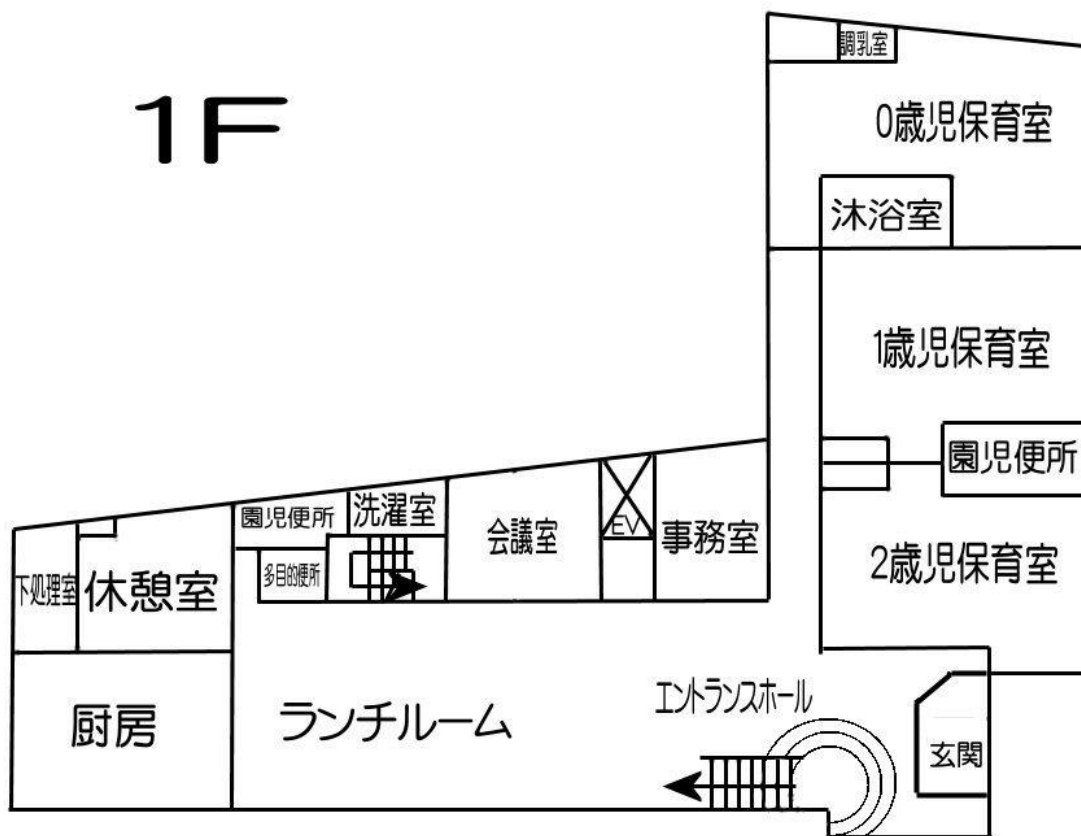 1F
調乳室
0歳児保育室
沐浴室
1歳児保育室
園児便所
2歳児保育室
園児便所
洗濯室
会議室
EV
事務室
多目的便所
下処理室
休憩室
厨房
ランチルーム
エントランスホール
玄関